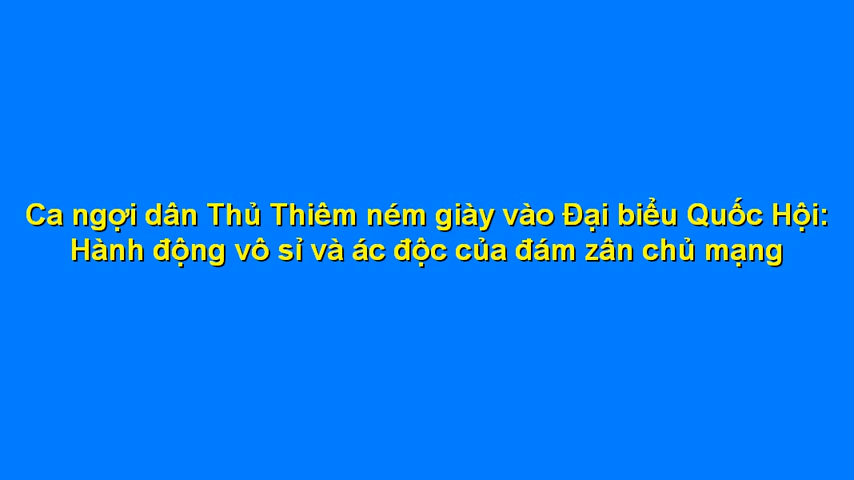 Ca ngợi dân Thủ Thiêm ném giày vào Đại biểu Quốc Hội:
Hành động vô sỉ và ác độc của đám zân chủ mạng